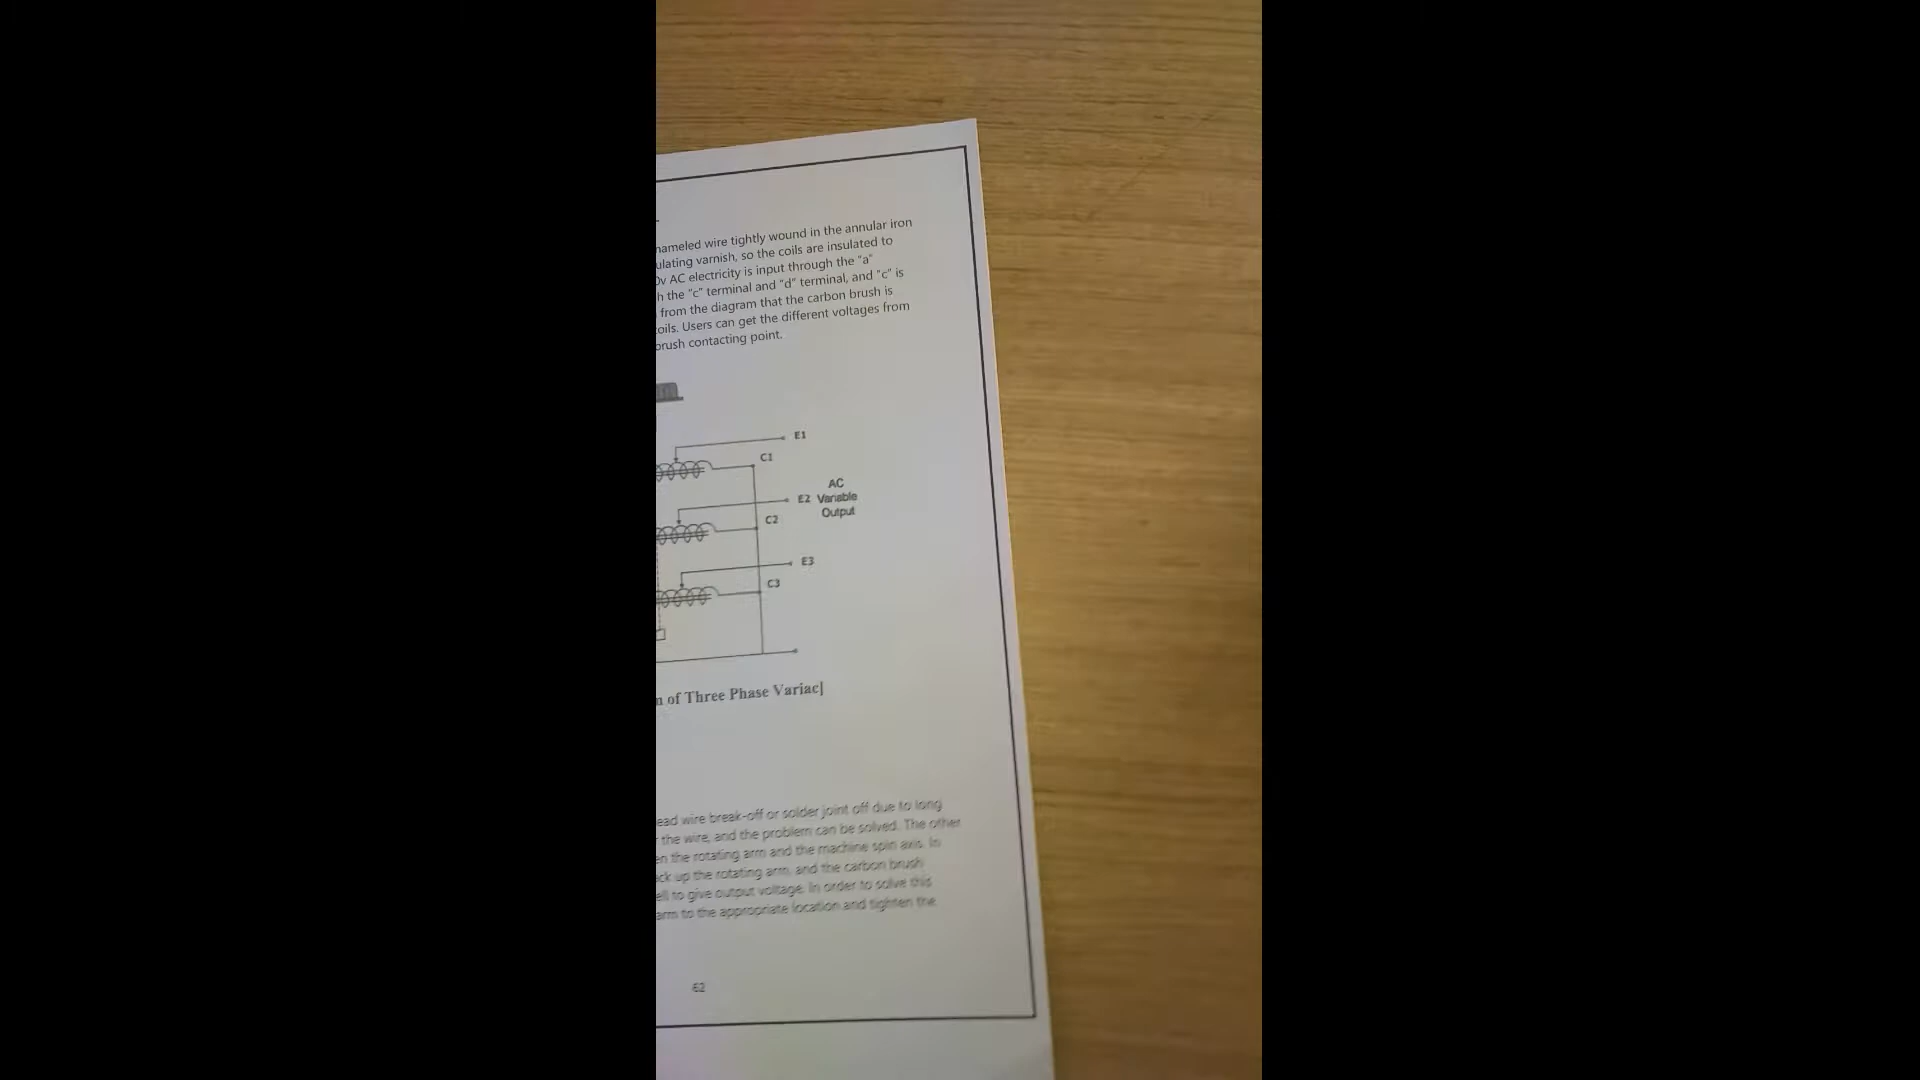 nameled wire tightly wound in the annular iron
ulating varnish, so the coils are insulated to
0v AC electricity is input through the "a"
h the "c" terminal and "d" terminal, and "c" is
from the diagram that the carbon brush is
oils. Users can get the different voltages from
brush contacting point.
E1
C1
AC
E2 Variable
Output
C2
E3
C3
n of Three Phase Variac]
ead wire break-off or solder joint off due to long
the wire, and the problem can be solved. The other
en the rotating arm and the machine spin axis. In
ck up the rotating arm, and the carbon brush
ell to give output voltage. In order to solve this
arm to the appropriate location and tighten the
62